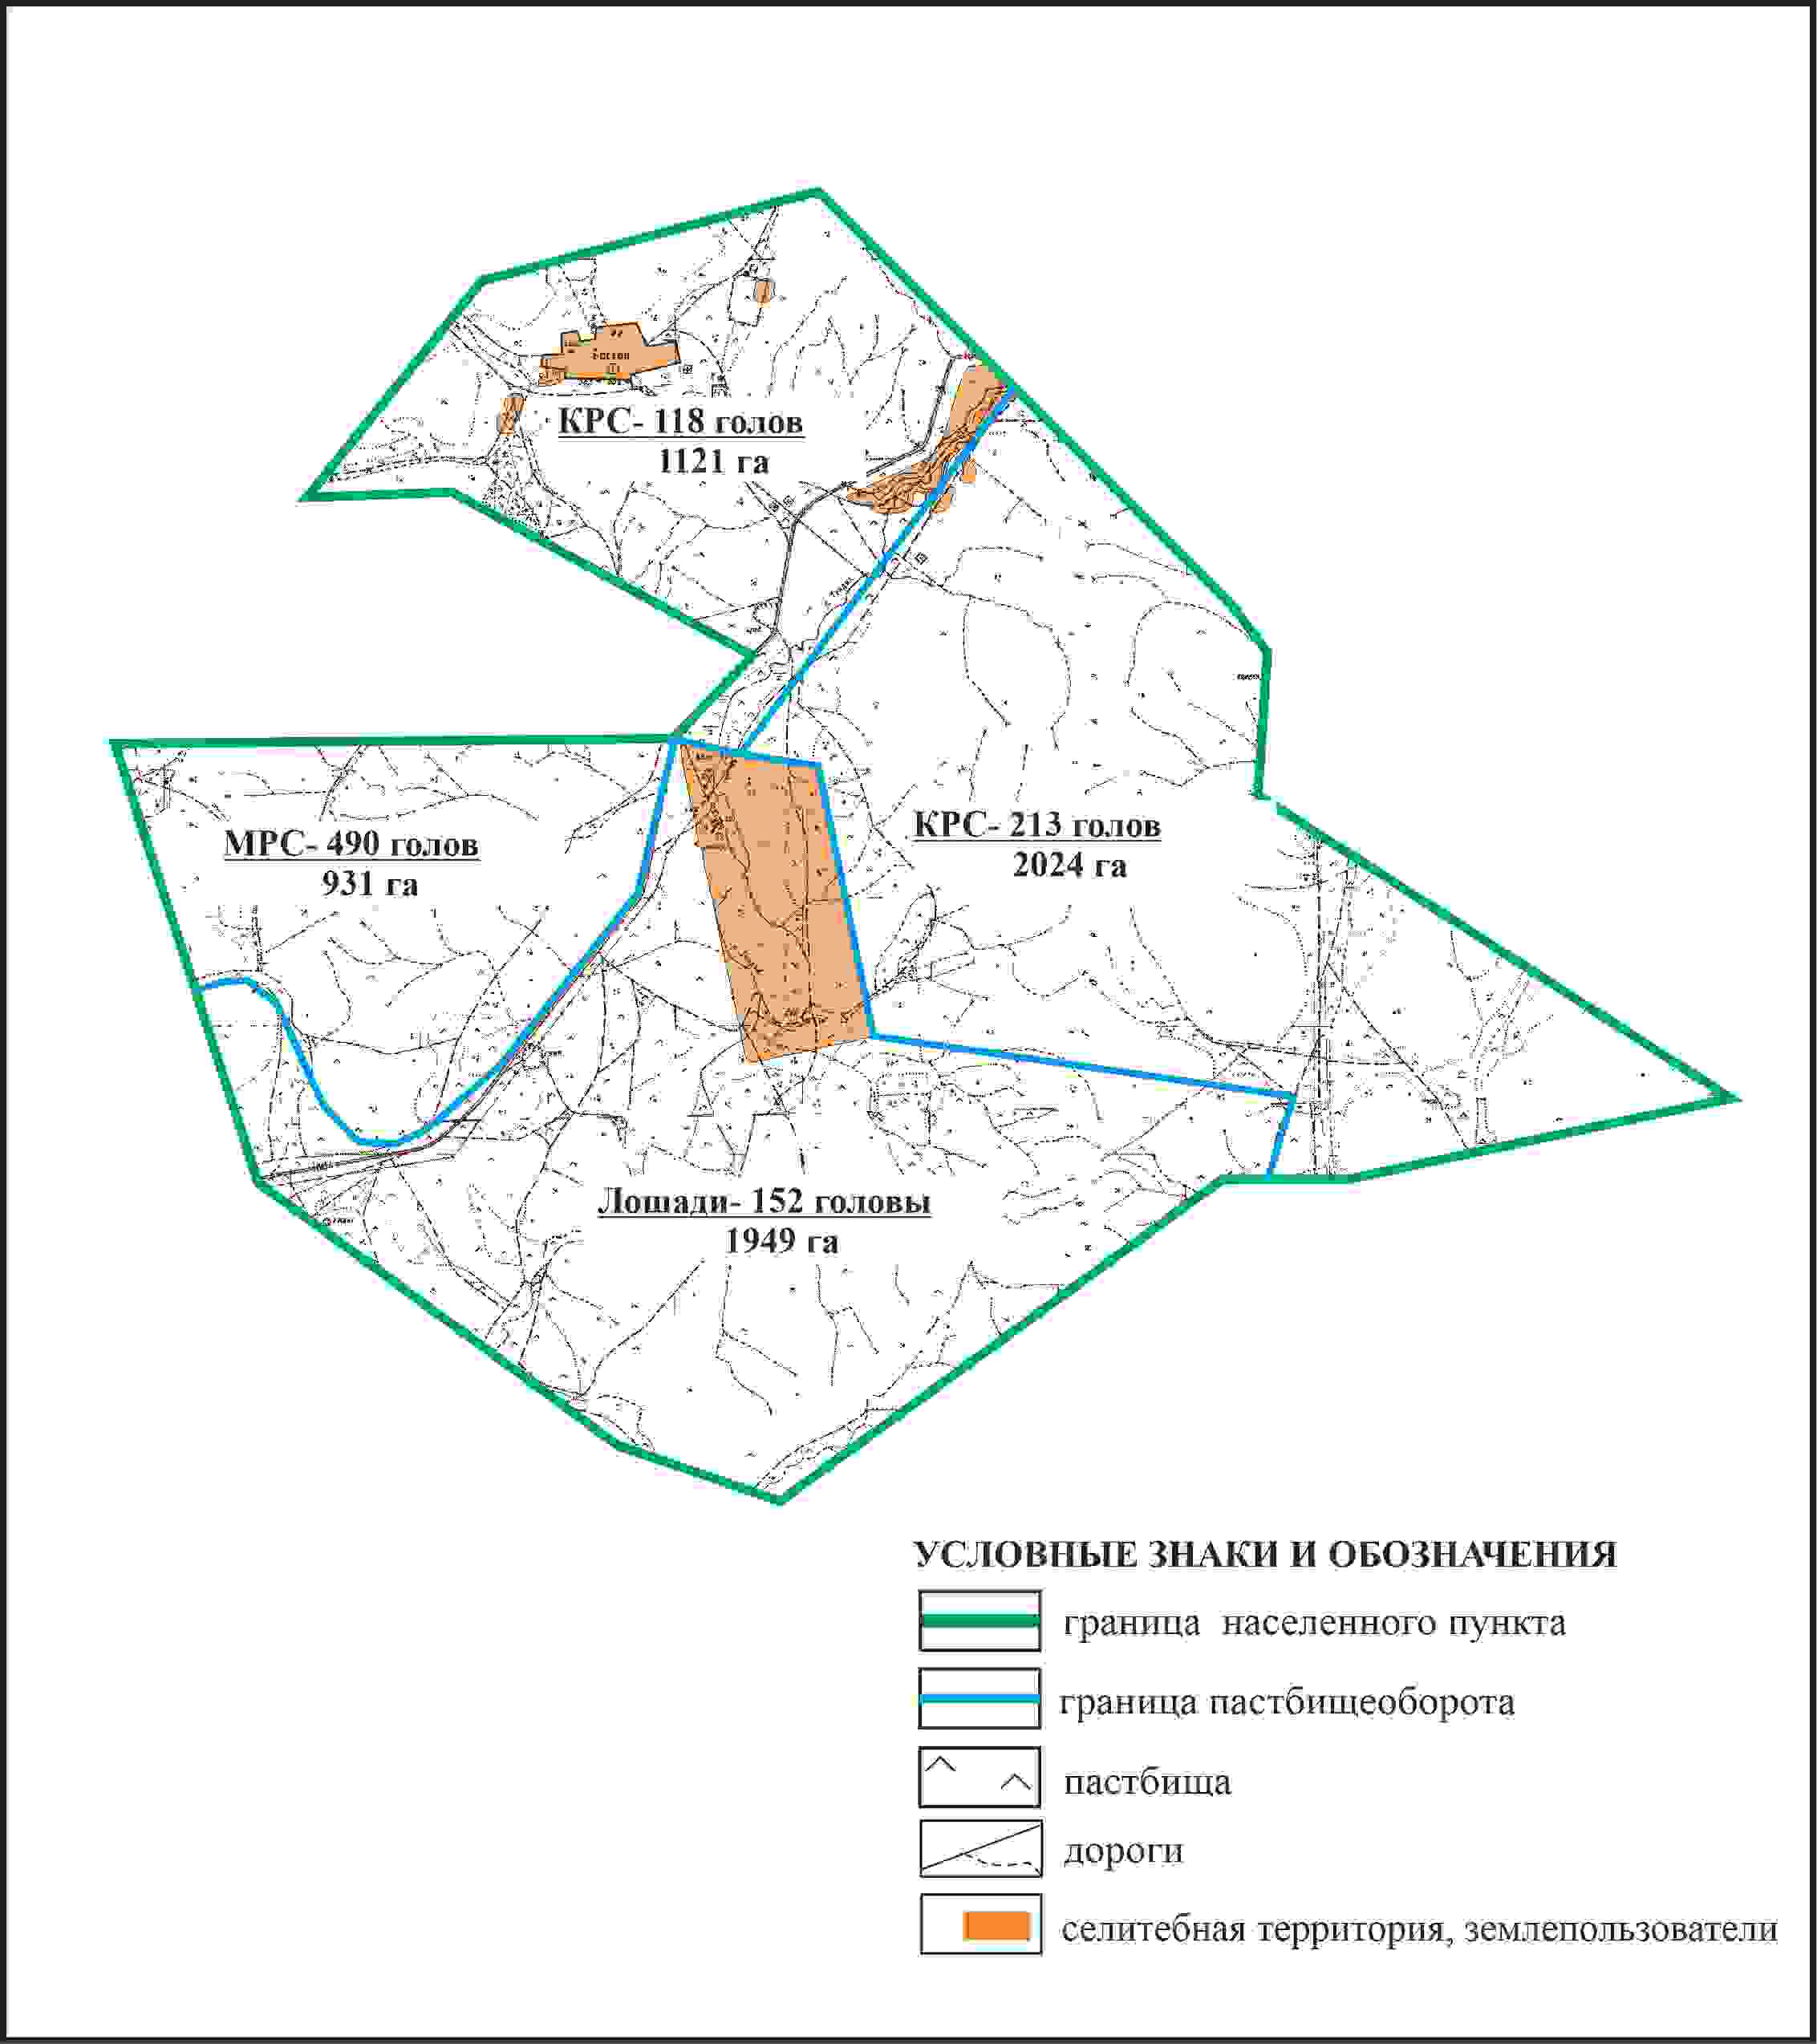 КРС- 118 голов
1121 га
МРС- 490 голов
931 га
КРС- 213 голов
2024 га
Лошади- 152 головы
1949 га
УСЛОВНЫЕ ЗНАКИ И ОБОЗНАЧЕНИЯ
граница населенного пункта
граница пастбищеоборота
пастбища
дороги
селитебная территория, землепользователи